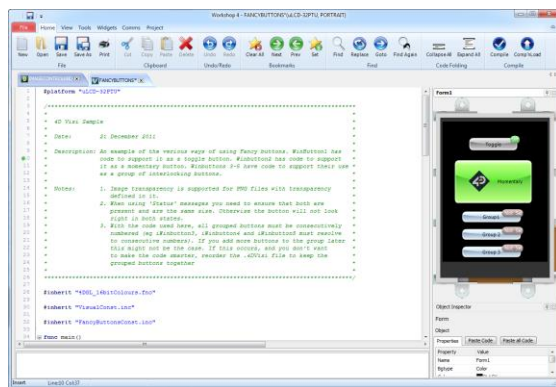 Workshop 4 - FANCYBUTTONS*(uLCD-32PTU, PORTRAIT)
File Home View Tools Widgets Comms Project
New Open Save Save As Print Cut Copy Paste Delete Undo Redo Clear All Next Prev Set Find Replace Goto Find Again Collapse All Expand All Compile CompNLoad
File Clipboard Undo/Redo Bookmarks Find Code Folding Compile
FANCYBUTTONS* (x)
#platform "uLCD-32PTU"
4D Visi Sample
Date: 2t December 2011
Description: An example of the various ways of using Fancy buttons. WinButton1 has
code to support it as a toggle button. Winbutton2 has code to support
it as a momentary button. Winbuttons 3-5 have code to support their use
as a group of interlocking buttons.
Notes: 1. Image transparency is supported for PNG files with transparency
defined in it.
2. When using 'Status' messages you need to ensure that both are
present and are the same size. Otherwise the button will not look
right in both states.
3. With the code used here, all grouped buttons must be consecutively
numbered (eg iWinbutton3, iWinbutton4 and iWinbutton5 must resolve
to consecutive numbers). If you add more buttons to the group later
this might not be the case. If this occurs, and you don't want
to make the code smarter, reorder the .4DVisi file to keep the
grouped buttons together
#inherit "4DGL_16bitColours.fnc"
#inherit "VisualConst.inc"
#inherit "FancyButtonsConst.inc"
func main()
Insert Line:10 Col:37
Form1
Toggle
Momentary
Group1
Group 2
Group 3
Object Inspector
Form
Object
Properties Paste Code Paste all Code
Property Value
Name Form1
Bgtype Color